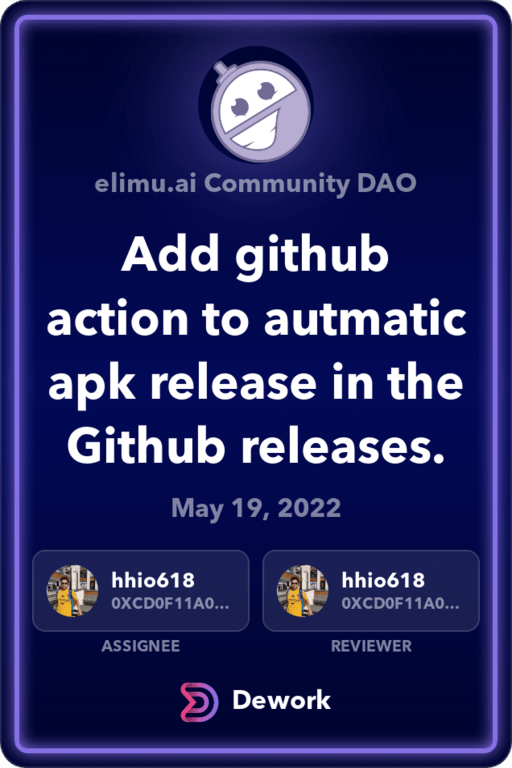 elimu.ai Community DAO
Add github
action to autmatic
apk release in the
Github releases.
May 19, 2022
hhio618
0XCD0F11A0...
ASSIGNEE
hhio618
0XCD0F11A0...
REVIEWER
Dework